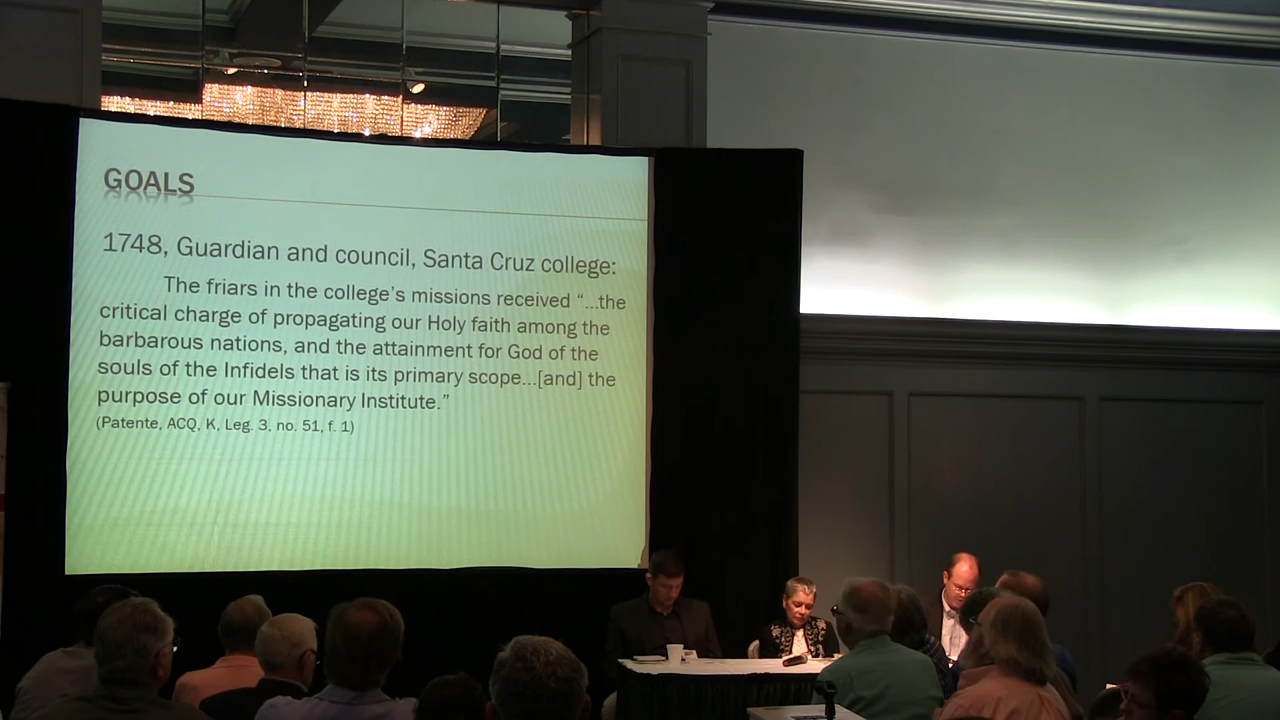 GOALS
1748, Guardian and council, Santa Cruz college:
The friars in the college's missions received “...the
critical charge of propagating our Holy faith among the
barbarous nations, and the attainment for God of the
souls of the Infidels that is its primary scope...[and] the
purpose of our Missionary Institute.”
(Patente, ACQ, K, Leg. 3, no. 51, f. 1)